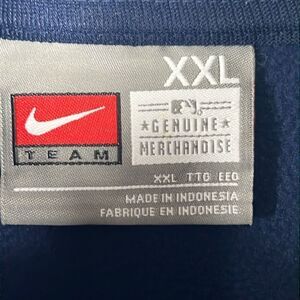 XXL
TEAM
GENUINE
MERCHANDISE
XXL TTG EEG
MADE IN INDONESIA
FABRIQUE EN INDONESIE